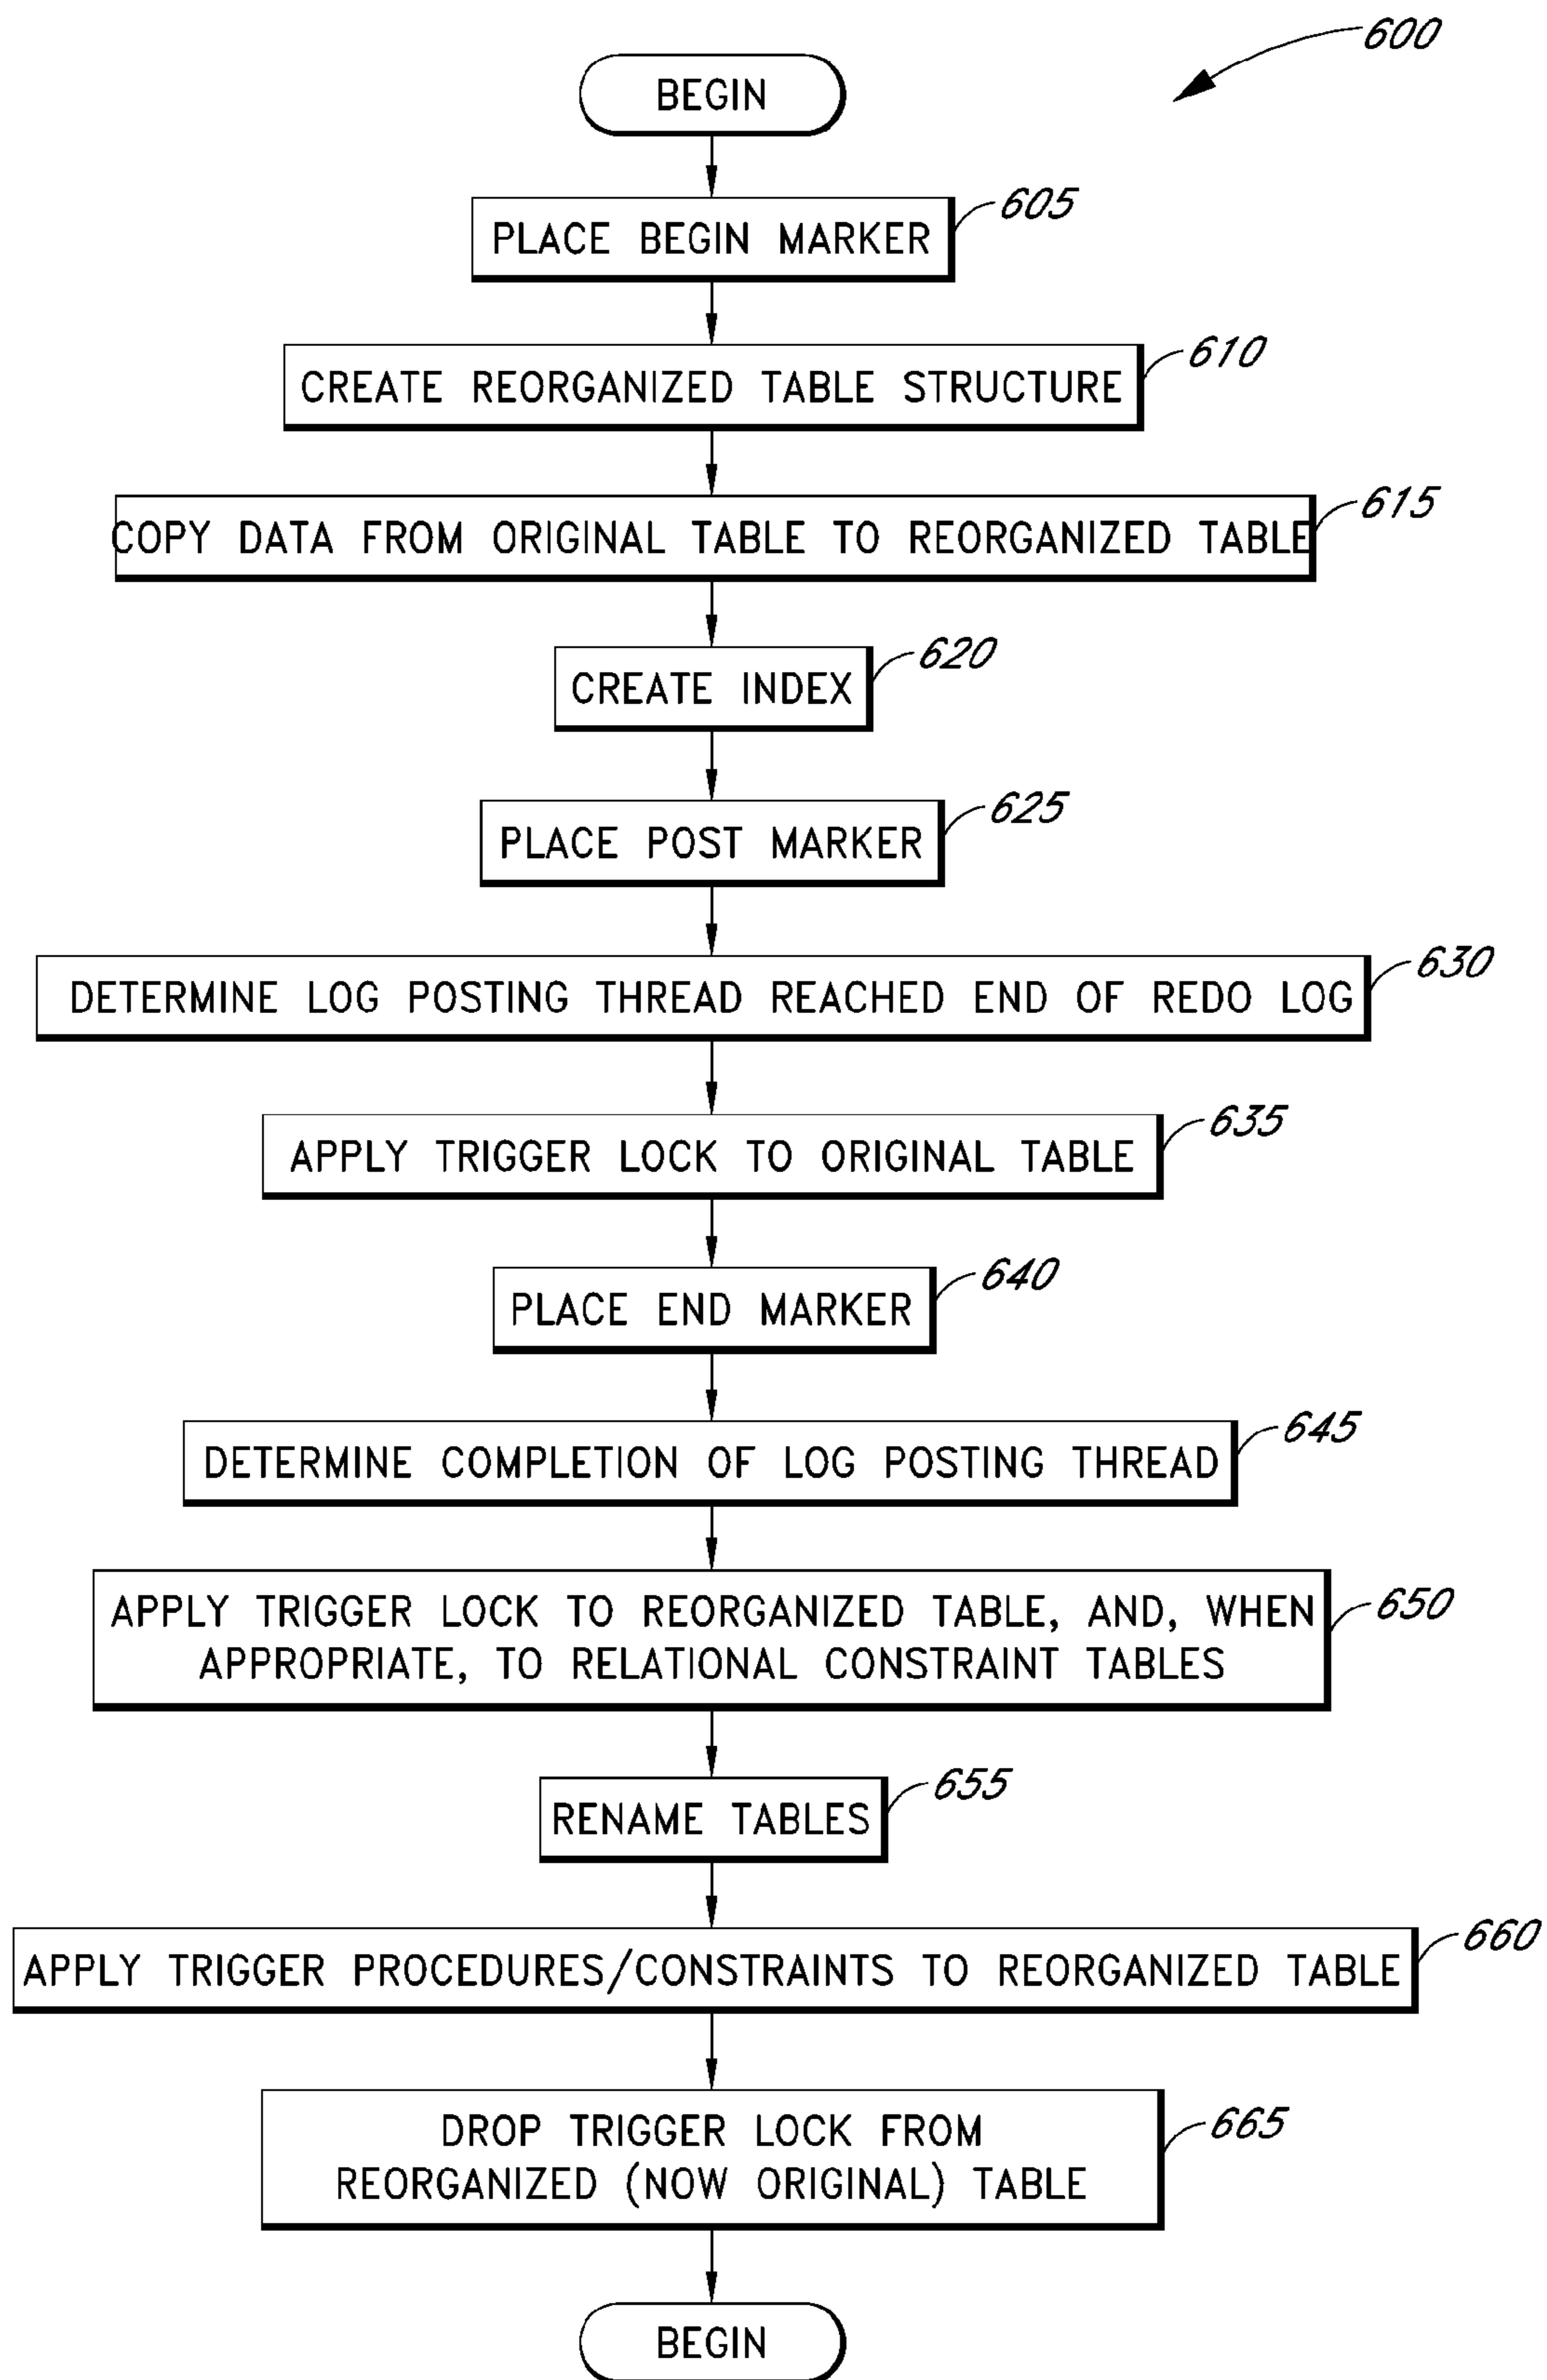 600
BEGIN
PLACE BEGIN MARKER
605
CREATE REORGANIZED TABLE STRUCTURE
610
COPY DATA FROM ORIGINAL TABLE TO REORGANIZED TABLE
615
CREATE INDEX
620
PLACE POST MARKER
625
DETERMINE LOG POSTING THREAD REACHED END OF REDO LOG
630
APPLY TRIGGER LOCK TO ORIGINAL TABLE
635
PLACE END MARKER
640
DETERMINE COMPLETION OF LOG POSTING THREAD
645
APPLY TRIGGER LOCK TO REORGANIZED TABLE, AND, WHEN
APPROPRIATE, TO RELATIONAL CONSTRAINT TABLES
650
RENAME TABLES
655
APPLY TRIGGER PROCEDURES/CONSTRAINTS TO REORGANIZED TABLE
660
DROP TRIGGER LOCK FROM
REORGANIZED (NOW ORIGINAL) TABLE
665
BEGIN